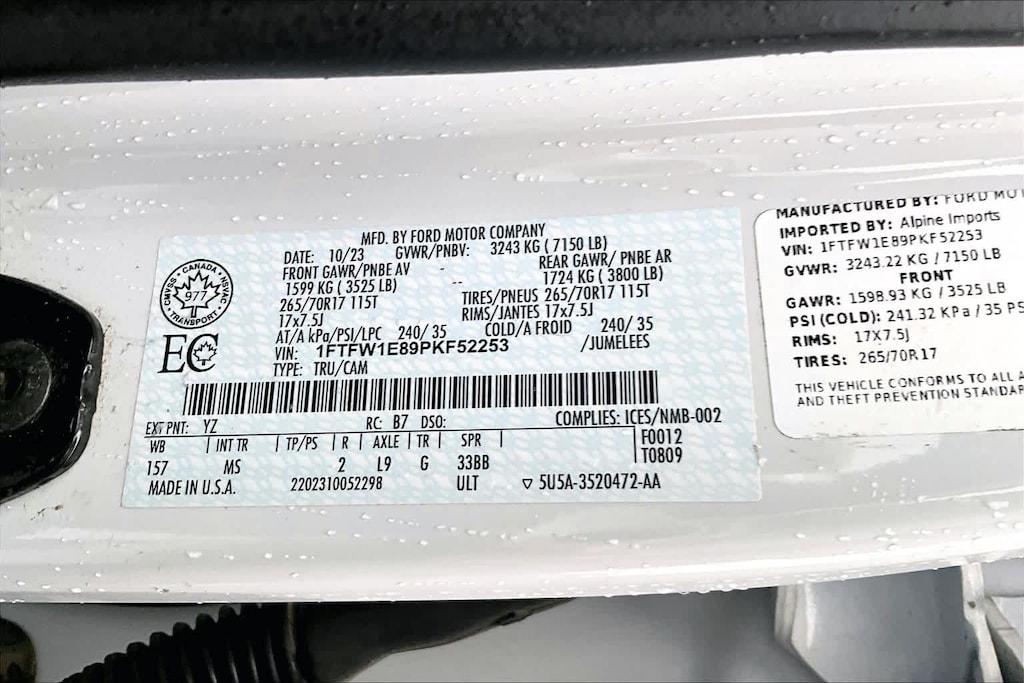 MFD. BY FORD MOTOR COMPANY
DATE: 10/23 GVWR/PNBV: 3243 KG ( 7150 LB)
FRONT GAWR/PNBE AV -- REAR GAWR/ PNBE AR
1599 KG ( 3525 LB) -- 1724 KG ( 3800 LB)
265/70R17 115T TIRES/PNEUS 265/70R17 115T
17x7.5J RIMS/JANTES 17x7.5J
AT/A kPa/PSI/LPC 240/ 35 COLD/A FROID 240/ 35
VIN: 1FTFW1E89PKF52253 /JUMELEES
TYPE: TRU/CAM
CANADA
977
TRANSPORT
CMVSS
NSVAC
EC
EXT PNT: YZ RC: B7 DSO: COMPLIES: ICES/NMB-002
WB INT TR TP/PS R AXLE TR SPR F0012
157 MS 2 L9 G 33BB T0809
MADE IN U.S.A. 2202310052298 ULT ▽ 5U5A-3520472-AA
MANUFACTURED BY: FORD MOT
IMPORTED BY: Alpine Imports
VIN: 1FTFW1E89PKF52253
GVWR: 3243.22 KG / 7150 LB
FRONT
GAWR: 1598.93 KG / 3525 LB
PSI (COLD): 241.32 KPa / 35 PS
RIMS: 17X7.5J
TIRES: 265/70R17
THIS VEHICLE CONFORMS TO ALL A
AND THEFT PREVENTION STANDAR